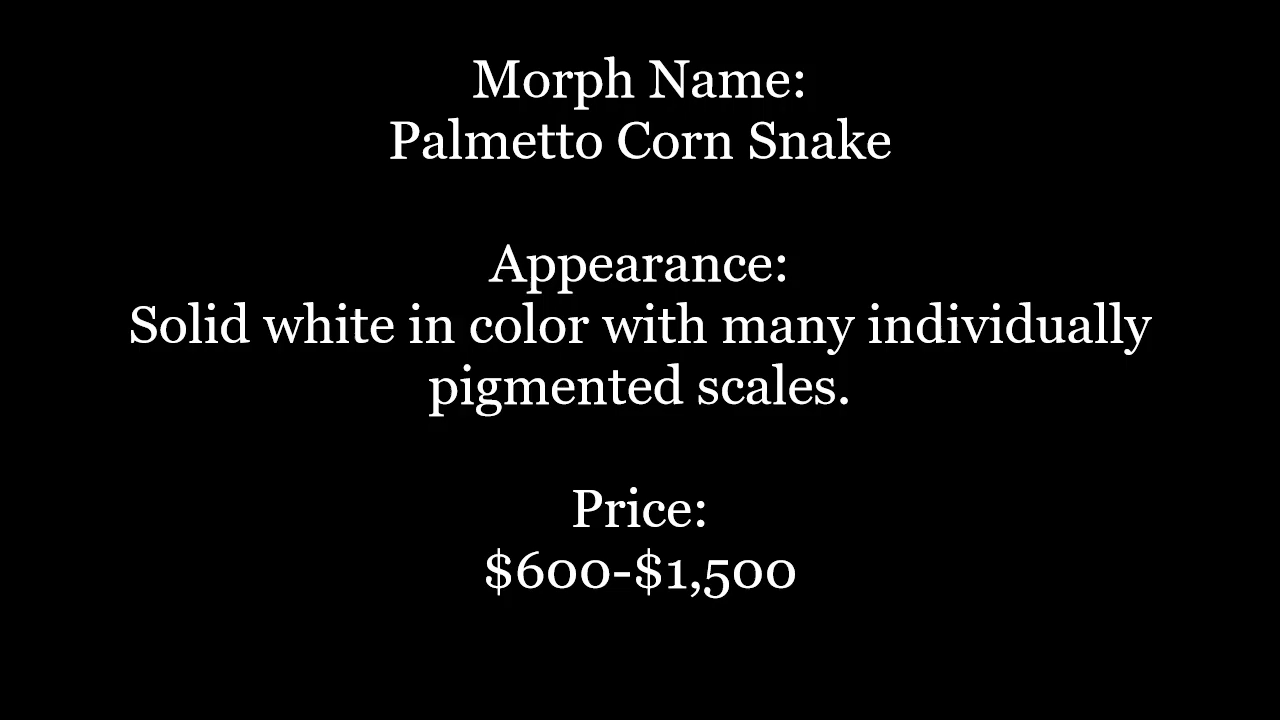 Morph Name:
Palmetto Corn Snake
Appearance:
Solid white in color with many individually
pigmented scales.
Price:
$600-$1,500